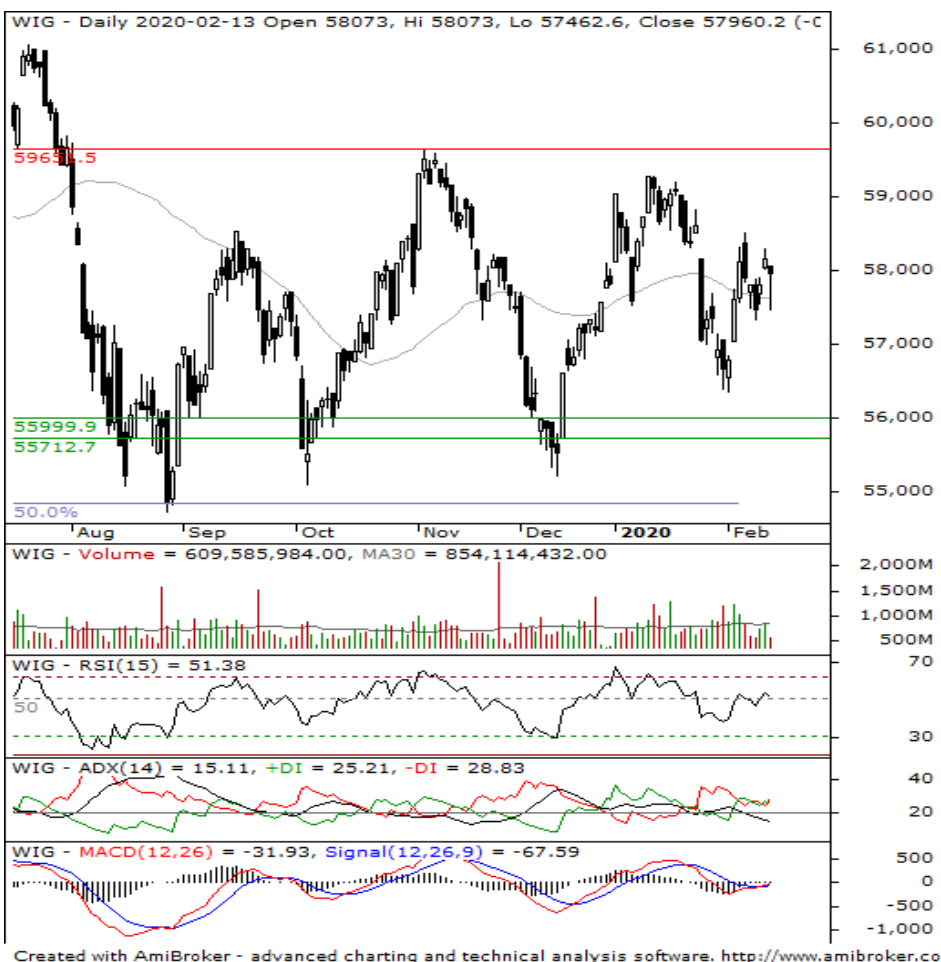 WIG - Daily 2020-02-13 Open 58073, Hi 58073, Lo 57462.6, Close 57960.2 (-0
61,000
60,000
59,000
58,000
57,000
56,000
55,000
55999.9
55712.7
50.0%
Aug Sep Oct Nov Dec 2020 Feb
WIG - Volume = 609,585,984.00, MA30 = 854,114,432.00
2,000M
1,500M
1,000M
500M
WIG - RSI(15) = 51.38
70
50
30
WIG - ADX(14) = 15.11, +DI = 25.21, -DI = 28.83
40
20
WIG - MACD(12,26) = -31.93, Signal(12,26,9) = -67.59
500
0
-500
-1,000
Created with AmiBroker - advanced charting and technical analysis software. http://www.amibroker.co